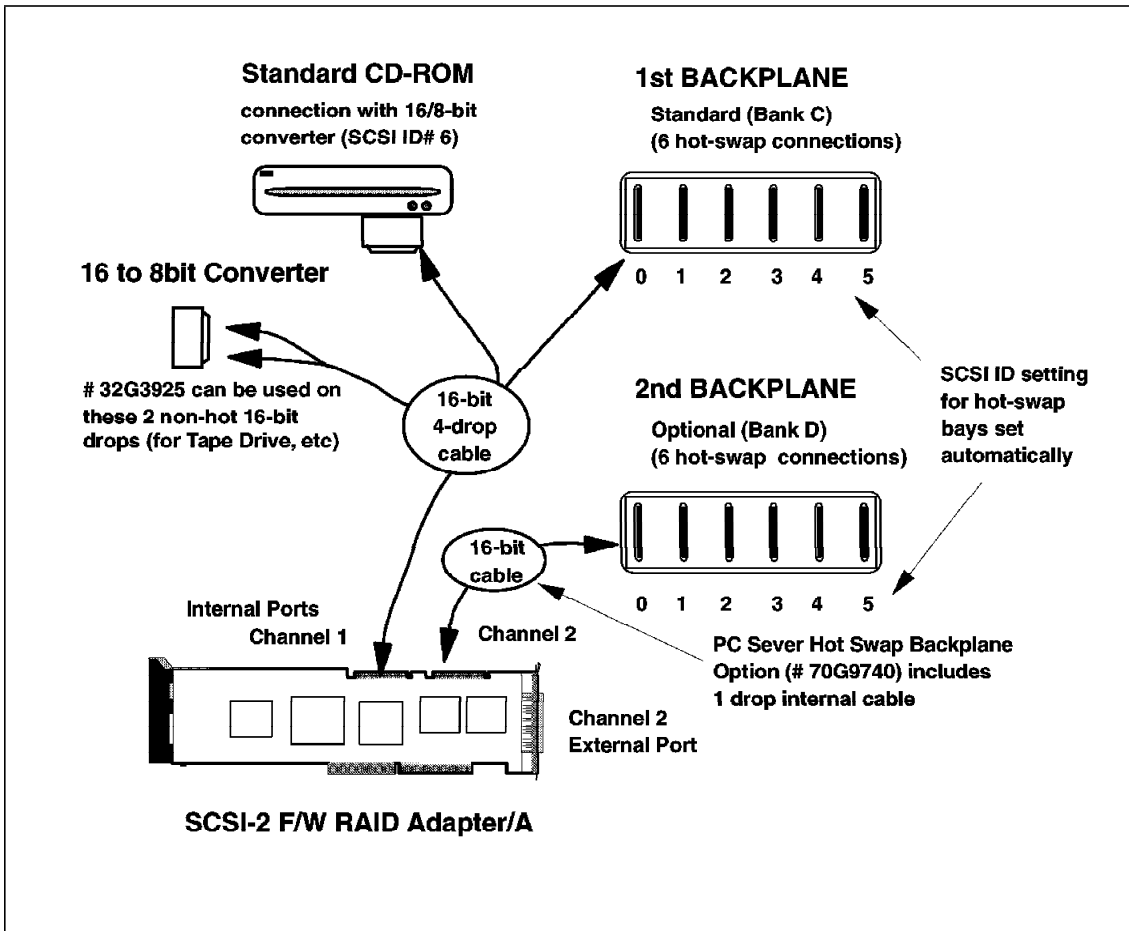 Standard CD-ROM
connection with 16/8-bit
converter (SCSI ID# 6)
1st BACKPLANE
Standard (Bank C)
(6 hot-swap connections)
0 1 2 3 4 5
16 to 8bit Converter
# 32G3925 can be used on
these 2 non-hot 16-bit
drops (for Tape Drive, etc)
16-bit
4-drop
cable
2nd BACKPLANE
Optional (Bank D)
(6 hot-swap connections)
SCSI ID setting
for hot-swap
bays set
automatically
16-bit
cable
0 1 2 3 4 5
Internal Ports
Channel 1
Channel 2
PC Sever Hot Swap Backplane
Option (# 70G9740) includes
1 drop internal cable
Channel 2
External Port
SCSI-2 F/W RAID Adapter/A